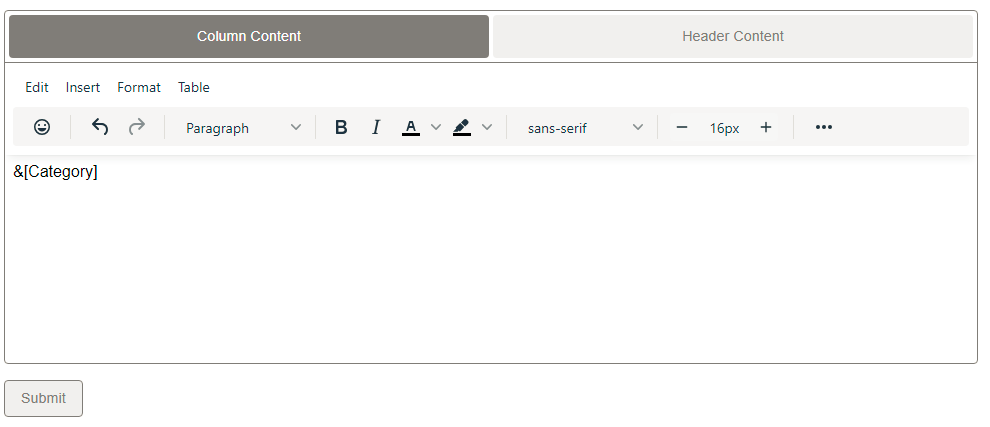 Column Content Header Content
Edit Insert Format Table
Paragraph B I A sans-serif 16px
&[Category]
Submit